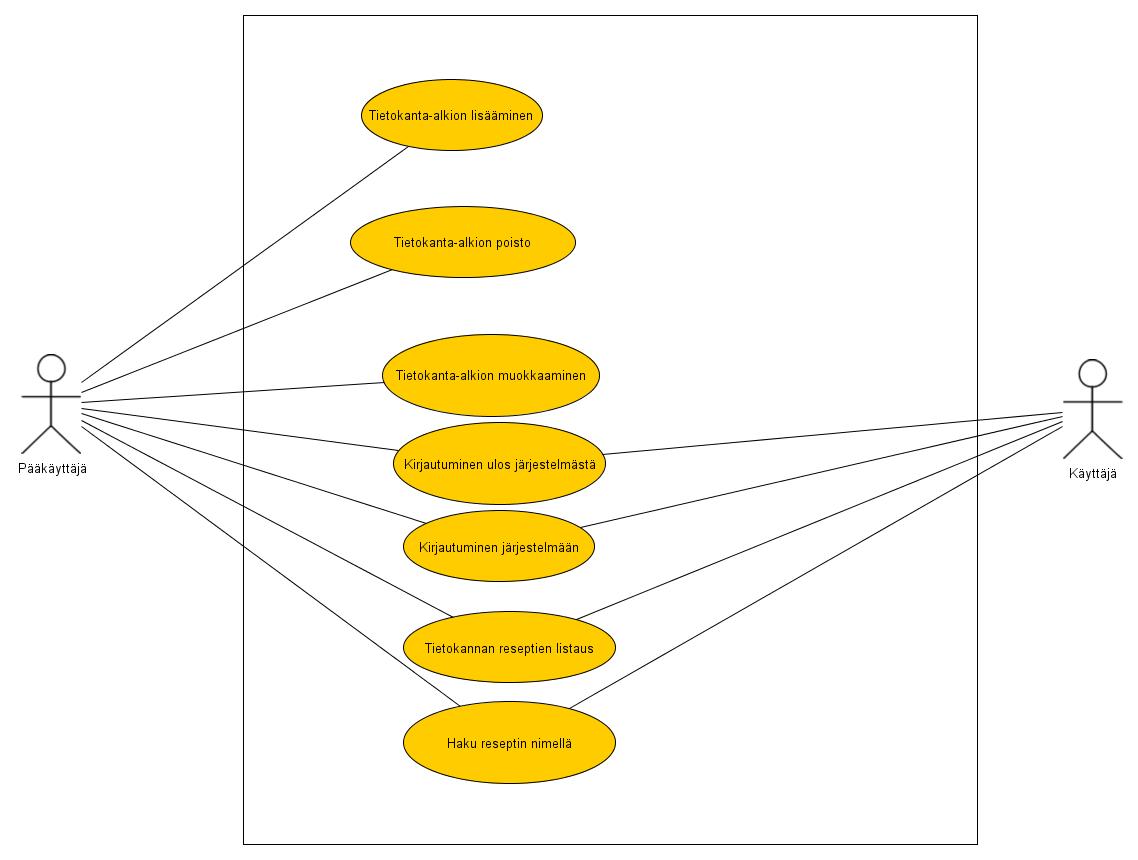 Tietokanta-alkion lisääminen
Tietokanta-alkion poisto
Tietokanta-alkion muokkaaminen
Kirjautuminen ulos järjestelmästä
Pääkäyttäjä
Käyttäjä
Kirjautuminen järjestelmään
Tietokannan reseptien listaus
Haku reseptin nimellä